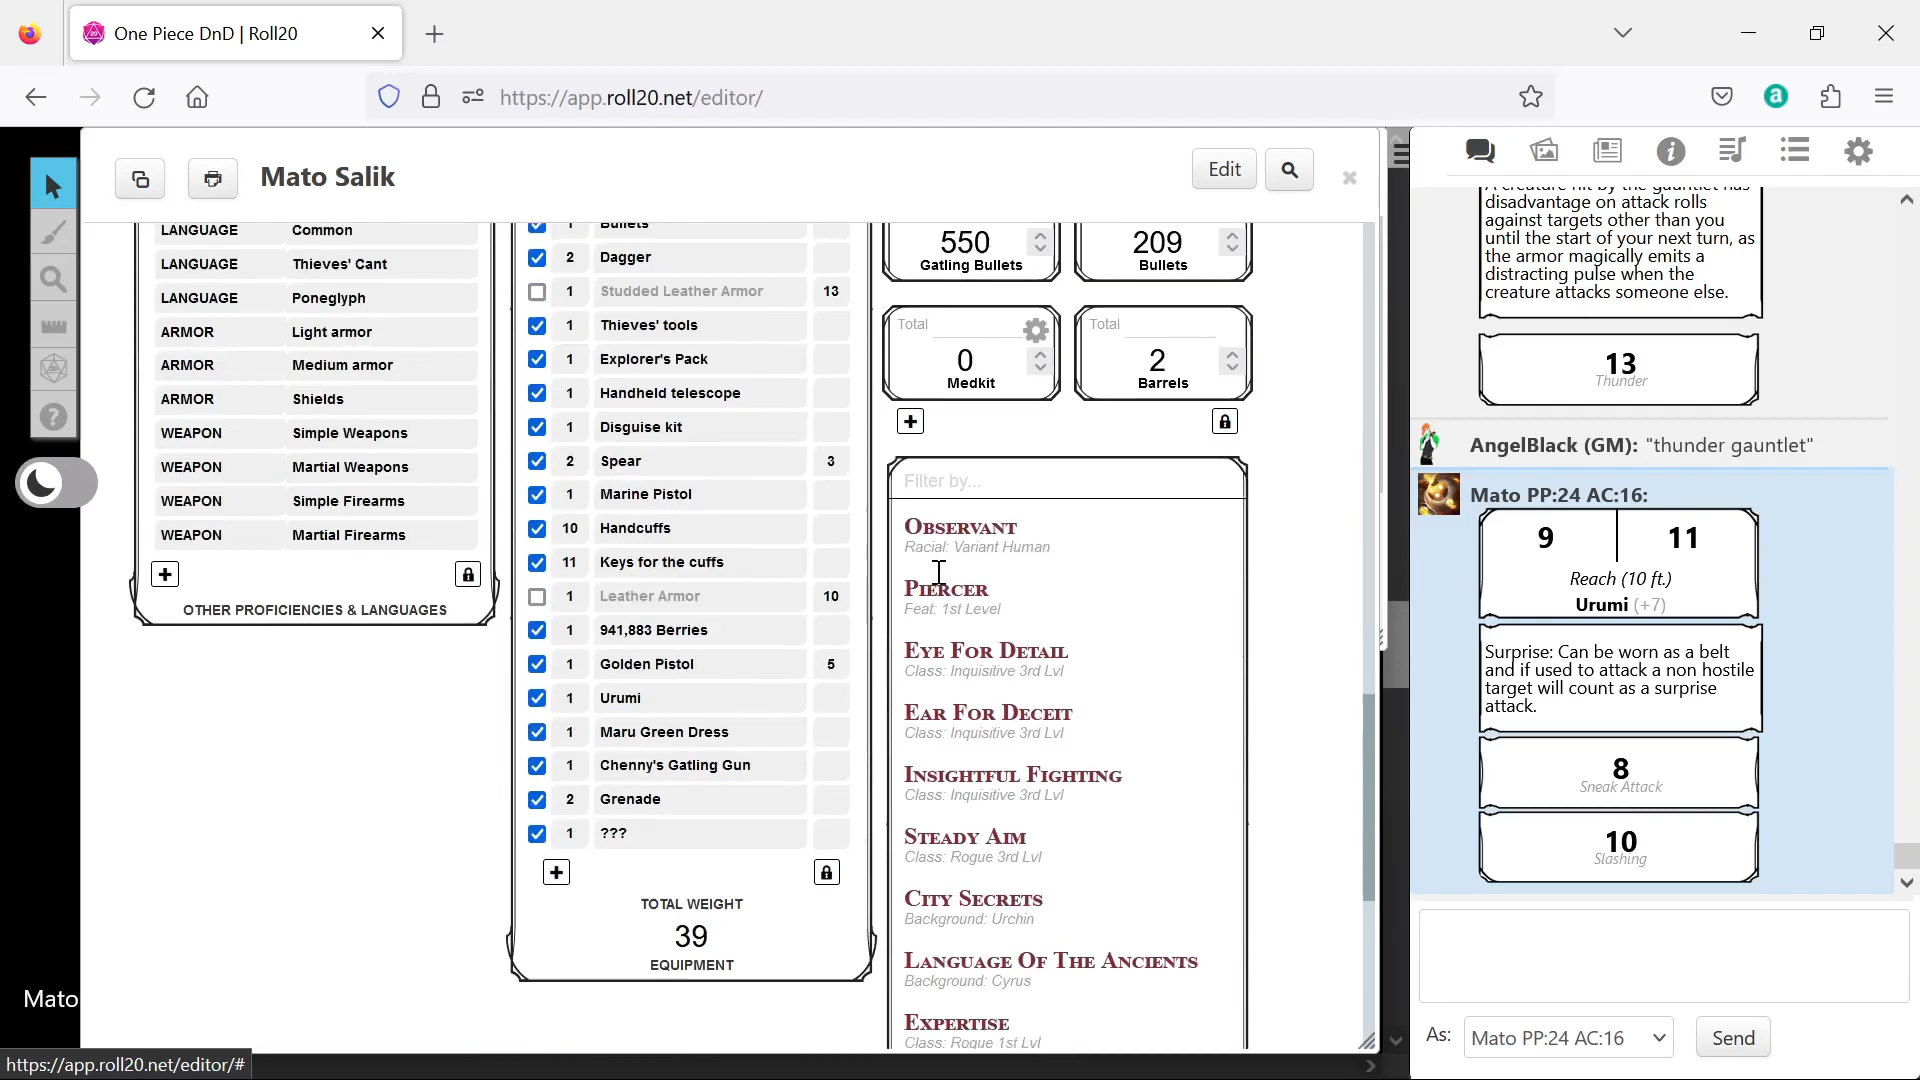 One Piece DnD | Roll20
https://app.roll20.net/editor/
Mato Salik
Edit
LANGUAGE Common
LANGUAGE Thieves' Cant
LANGUAGE Poneglyph
ARMOR Light armor
ARMOR Medium armor
ARMOR Shields
WEAPON Simple Weapons
WEAPON Martial Weapons
WEAPON Simple Firearms
WEAPON Martial Firearms
OTHER PROFICIENCIES & LANGUAGES
1 Bullets
2 Dagger
1 Studded Leather Armor 13
1 Thieves' tools
1 Explorer's Pack
1 Handheld telescope
1 Disguise kit
2 Spear 3
1 Marine Pistol
10 Handcuffs
11 Keys for the cuffs
1 Leather Armor 10
1 941,883 Berries
1 Golden Pistol 5
1 Urumi
1 Maru Green Dress
1 Chenny's Gatling Gun
2 Grenade
1 ???
TOTAL WEIGHT
39
EQUIPMENT
550
Gatling Bullets
209
Bullets
Total
0
Medkit
Total
2
Barrels
Filter by...
OBSERVANT
Racial: Variant Human
PIERCER
Feat: 1st Level
EYE FOR DETAIL
Class: Inquisitive 3rd Lvl
EAR FOR DECEIT
Class: Inquisitive 3rd Lvl
INSIGHTFUL FIGHTING
Class: Inquisitive 3rd Lvl
STEADY AIM
Class: Rogue 3rd Lvl
CITY SECRETS
Background: Urchin
LANGUAGE OF THE ANCIENTS
Background: Cyrus
EXPERTISE
Class: Rogue 1st Lvl
A creature hit by the gauntlet has
disadvantage on attack rolls
against targets other than you
until the start of your next turn, as
the armor magically emits a
distracting pulse when the
creature attacks someone else.
13
Thunder
AngelBlack (GM): "thunder gauntlet"
Mato PP:24 AC:16:
9 11
Reach (10 ft.)
Urumi (+7)
Surprise: Can be worn as a belt
and if used to attack a non hostile
target will count as a surprise
attack.
8
Sneak Attack
10
Slashing
As: Mato PP:24 AC:16 Send
Mato
https://app.roll20.net/editor/#